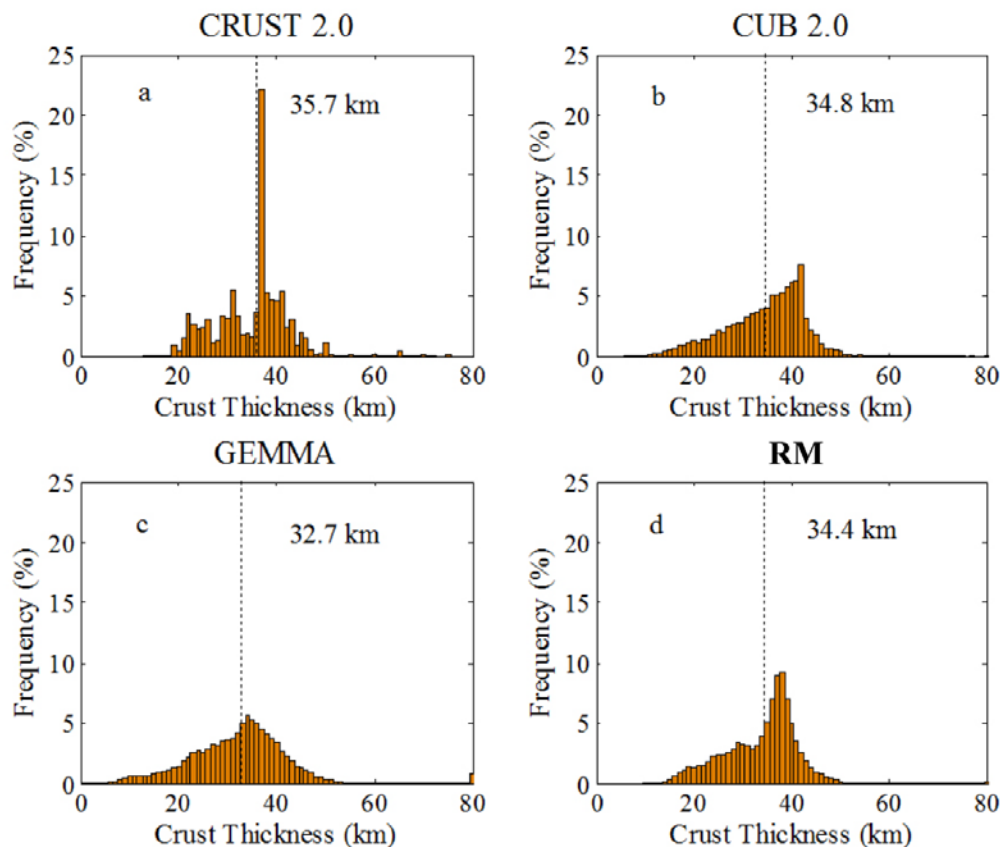 CRUST 2.0
25
20
15
10
5
0
Frequency (%)
a
35.7 km
0 20 40 60 80
Crust Thickness (km)
CUB 2.0
25
20
15
10
5
0
Frequency (%)
b
34.8 km
0 20 40 60 80
Crust Thickness (km)
GEMMA
25
20
15
10
5
0
Frequency (%)
c
32.7 km
0 20 40 60 80
Crust Thickness (km)
RM
25
20
15
10
5
0
Frequency (%)
d
34.4 km
0 20 40 60 80
Crust Thickness (km)